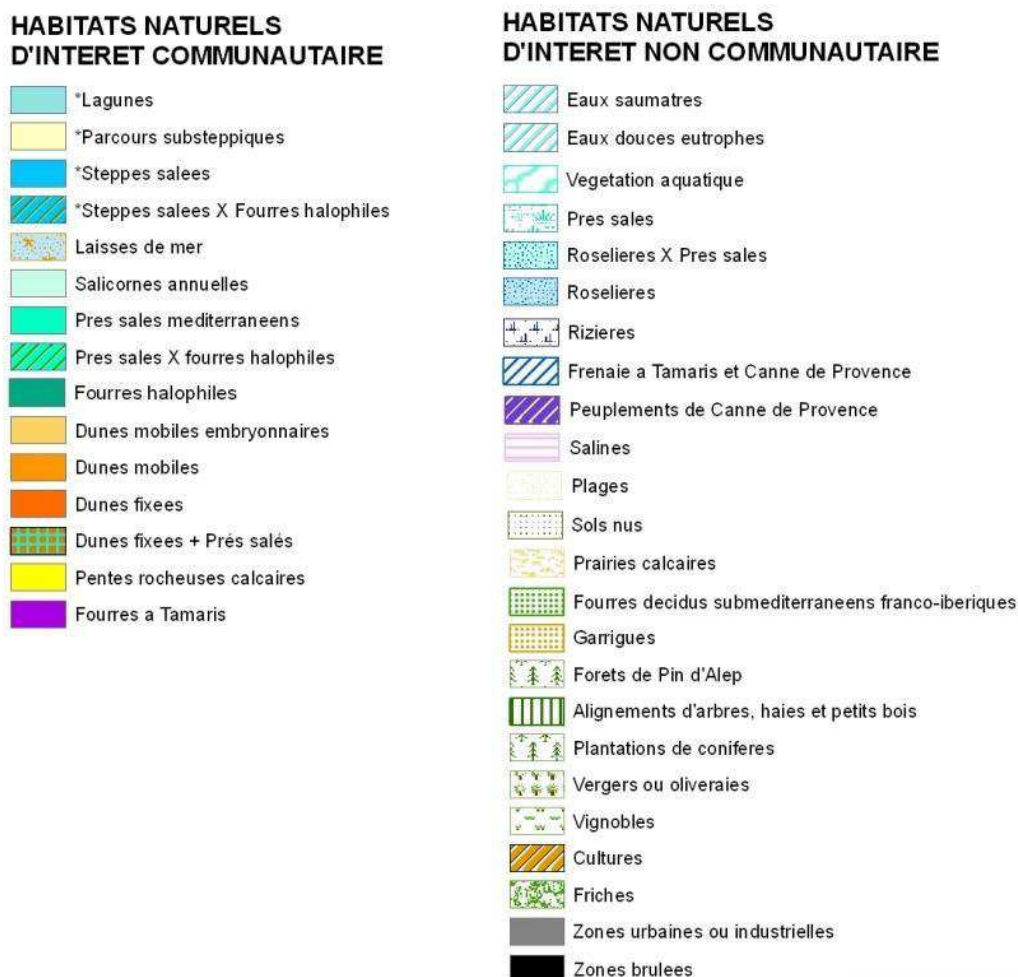 HABITATS NATURELS
D'INTERET COMMUNAUTAIRE
*Lagunes
*Parcours substeppiques
*Steppes salees
*Steppes salees X Fourres halophiles
Laisses de mer
Salicornes annuelles
Pres sales mediterraneens
Pres sales X fourres halophiles
Fourres halophiles
Dunes mobiles embryonnaires
Dunes mobiles
Dunes fixees
Dunes fixees + Prés salés
Pentes rocheuses calcaires
Fourres a Tamaris
HABITATS NATURELS
D'INTERET NON COMMUNAUTAIRE
Eaux saumatres
Eaux douces eutrophes
Vegetation aquatique
Pres sales
Roselieres X Pres sales
Roselieres
Rizieres
Frenaie a Tamaris et Canne de Provence
Peuplements de Canne de Provence
Salines
Plages
Sols nus
Prairies calcaires
Fourres decidus submediterraneens franco-iberiques
Garrigues
Forets de Pin d'Alep
Alignements d'arbres, haies et petits bois
Plantations de coniferes
Vergers ou oliveraies
Vignobles
Cultures
Friches
Zones urbaines ou industrielles
Zones brulees